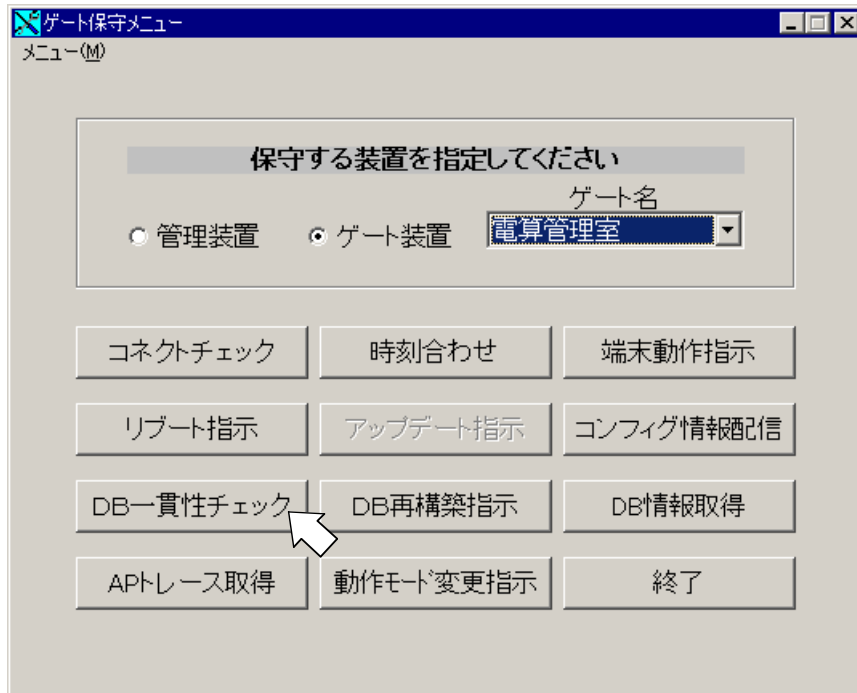 ゲート保守メニュー
メニュー(M)
保守する装置を指定してください
ゲート名
管理装置 ゲート装置 電算管理室
コネクトチェック 時刻合わせ 端末動作指示
リブート指示 アップデート指示 コンフィグ情報配信
DB一貫性チェック DB再構築指示 DB情報取得
APトレース取得 動作モード変更指示 終了